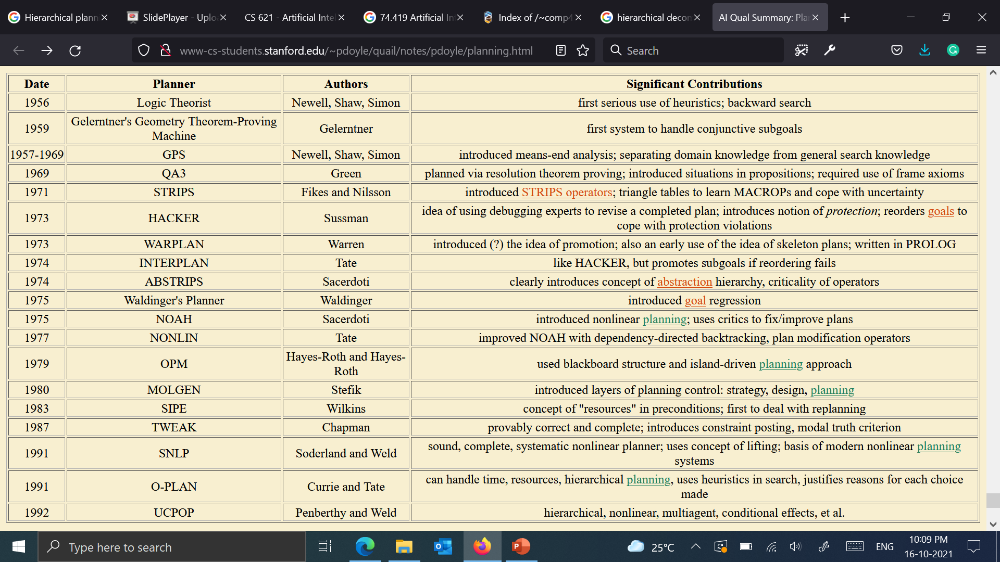 Hierarchical plann
SlidePlayer - Uplo
CS 621 - Artificial Intel
74.419 Artificial In
Index of /~comp4
hierarchical decom
AI Qual Summary: Pla
www-cs-students.stanford.edu/~pdoyle/quail/notes/pdoyle/planning.html
Search
Date Planner Authors Significant Contributions
1956 Logic Theorist Newell, Shaw, Simon first serious use of heuristics; backward search
1959 Gelerntner's Geometry Theorem-Proving
Machine Gelerntner first system to handle conjunctive subgoals
1957-1969 GPS Newell, Shaw, Simon introduced means-end analysis; separating domain knowledge from general search knowledge
1969 QA3 Green planned via resolution theorem proving; introduced situations in propositions; required use of frame axioms
1971 STRIPS Fikes and Nilsson introduced STRIPS operators; triangle tables to learn MACROPs and cope with uncertainty
1973 HACKER Sussman idea of using debugging experts to revise a completed plan; introduces notion of protection; reorders goals to
cope with protection violations
1973 WARPLAN Warren introduced (?) the idea of promotion; also an early use of the idea of skeleton plans; written in PROLOG
1974 INTERPLAN Tate like HACKER, but promotes subgoals if reordering fails
1974 ABSTRIPS Sacerdoti clearly introduces concept of abstraction hierarchy, criticality of operators
1975 Waldinger's Planner Waldinger introduced goal regression
1975 NOAH Sacerdoti introduced nonlinear planning; uses critics to fix/improve plans
1977 NONLIN Tate improved NOAH with dependency-directed backtracking, plan modification operators
1979 OPM Hayes-Roth and Hayes-
Roth used blackboard structure and island-driven planning approach
1980 MOLGEN Stefik introduced layers of planning control: strategy, design, planning
1983 SIPE Wilkins concept of "resources" in preconditions; first to deal with replanning
1987 TWEAK Chapman provably correct and complete; introduces constraint posting, modal truth criterion
1991 SNLP Soderland and Weld sound, complete, systematic nonlinear planner; uses concept of lifting; basis of modern nonlinear planning
systems
1991 O-PLAN Currie and Tate can handle time, resources, hierarchical planning, uses heuristics in search, justifies reasons for each choice
made
1992 UCPOP Penberthy and Weld hierarchical, nonlinear, multiagent, conditional effects, et al.
Type here to search
25°C
ENG
10:09 PM
16-10-2021